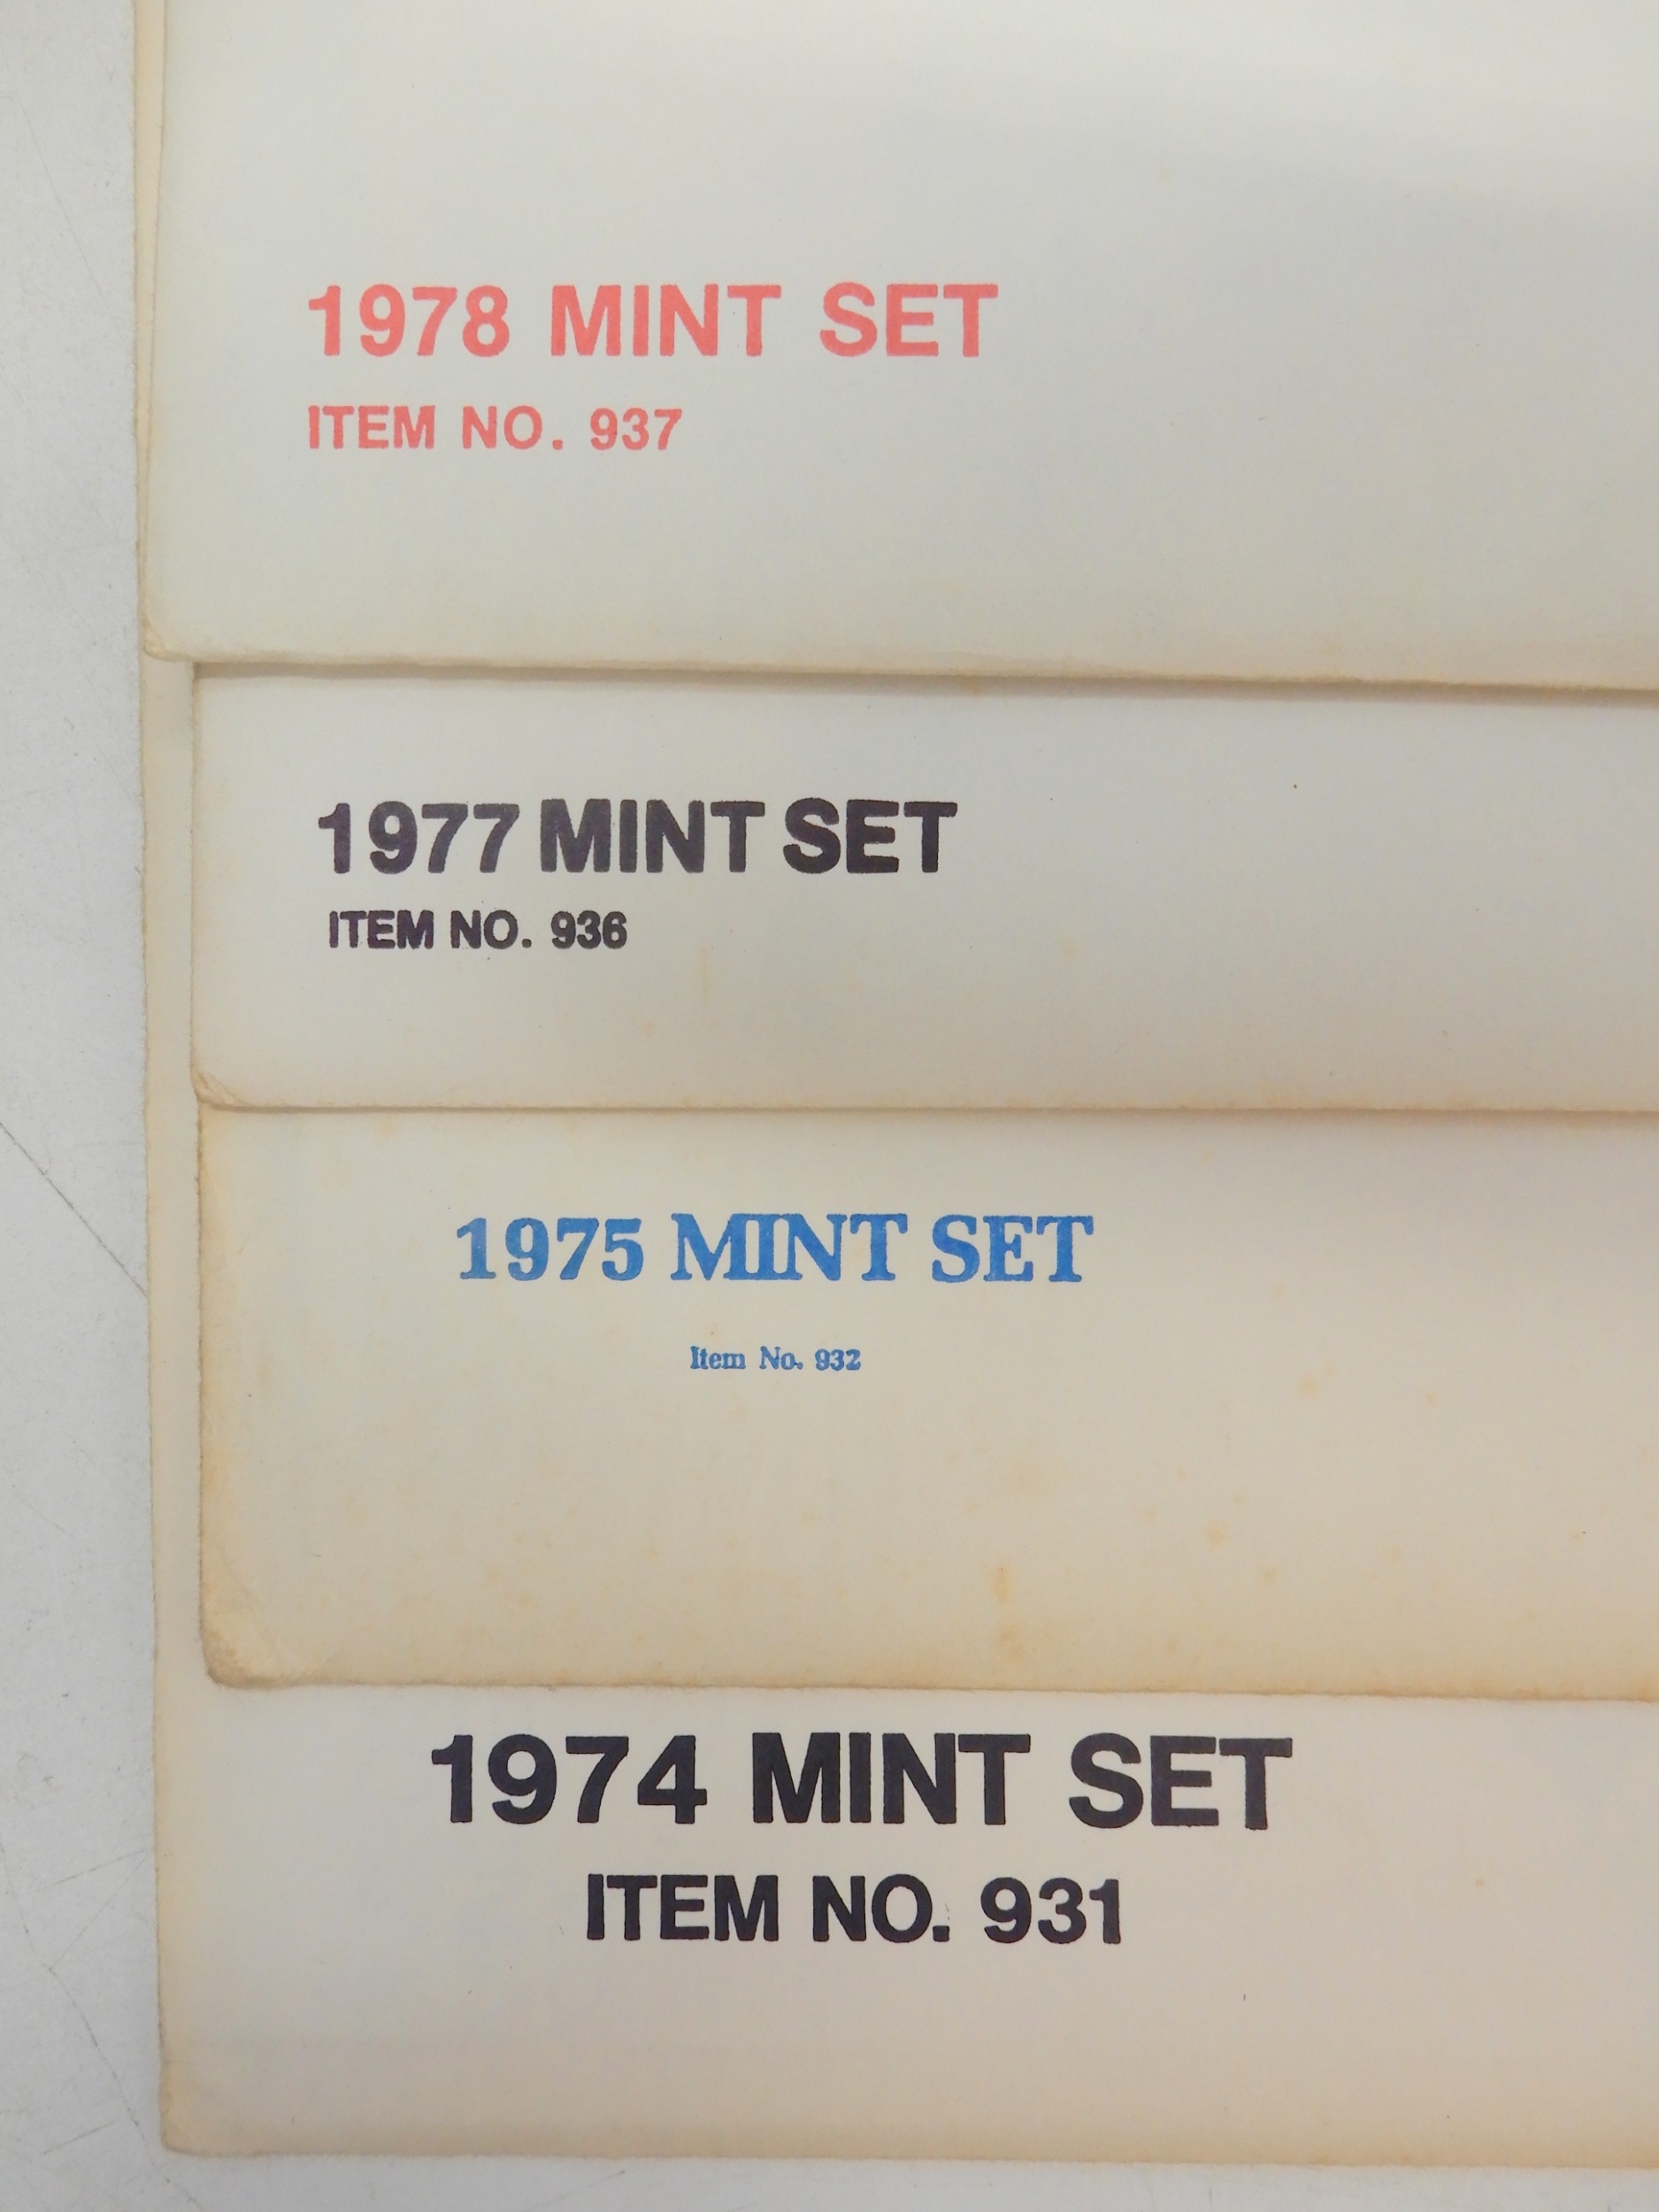 1978 MINT SET
ITEM NO. 937
1977 MINT SET
ITEM NO. 936
1975 MINT SET
Item No. 932
1974 MINT SET
ITEM NO. 931